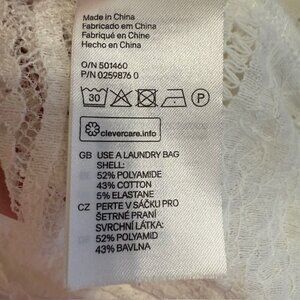 Made in China
Fabricado em China
Fabriqué en Chine
Hecho en China
O/N 501460
P/N 0259876 0
30 P
clevercare.info
GB USE A LAUNDRY BAG
SHELL:
52% POLYAMIDE
43% COTTON
5% ELASTANE
CZ PERTE V SÁČKU PRO
ŠETRNÉ PRANÍ
SVRCHNÍ LÁTKA:
52% POLYAMID
43% BAVLNA